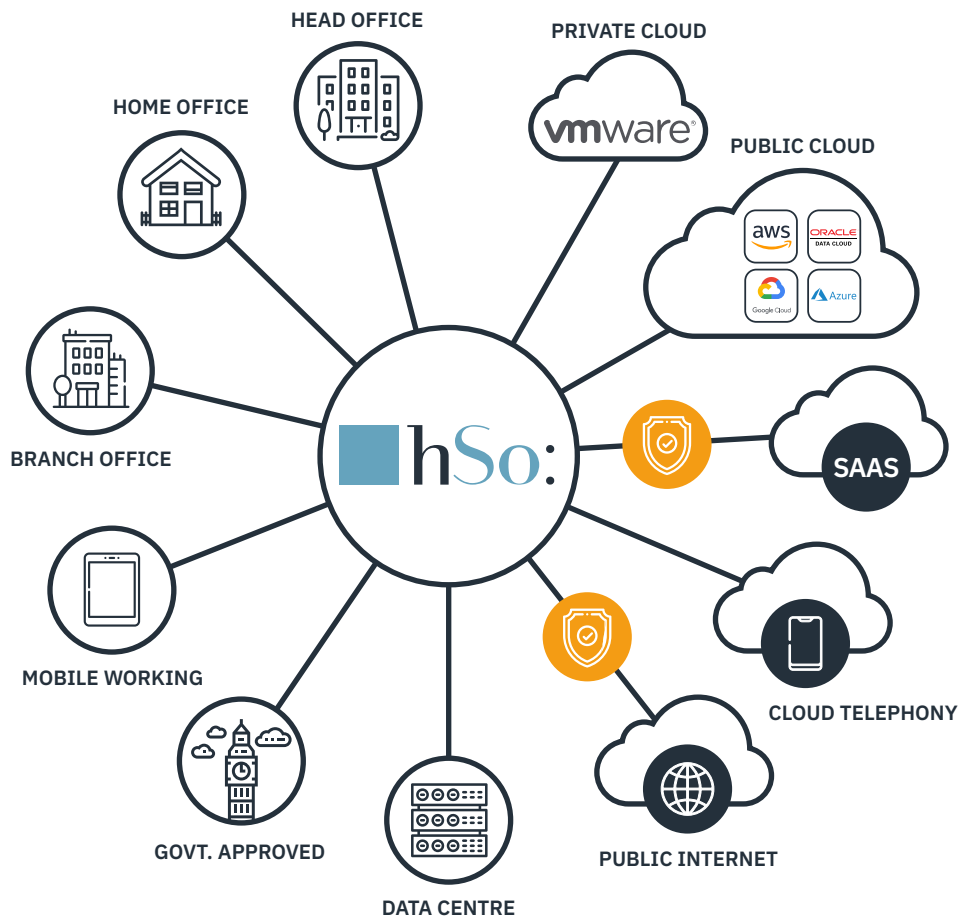 HEAD OFFICE
PRIVATE CLOUD
vmware®
HOME OFFICE
PUBLIC CLOUD
aws
ORACLE
DATA CLOUD
Google Cloud
Azure
BRANCH OFFICE
hSo:
SAAS
MOBILE WORKING
CLOUD TELEPHONY
GOVT. APPROVED
PUBLIC INTERNET
DATA CENTRE